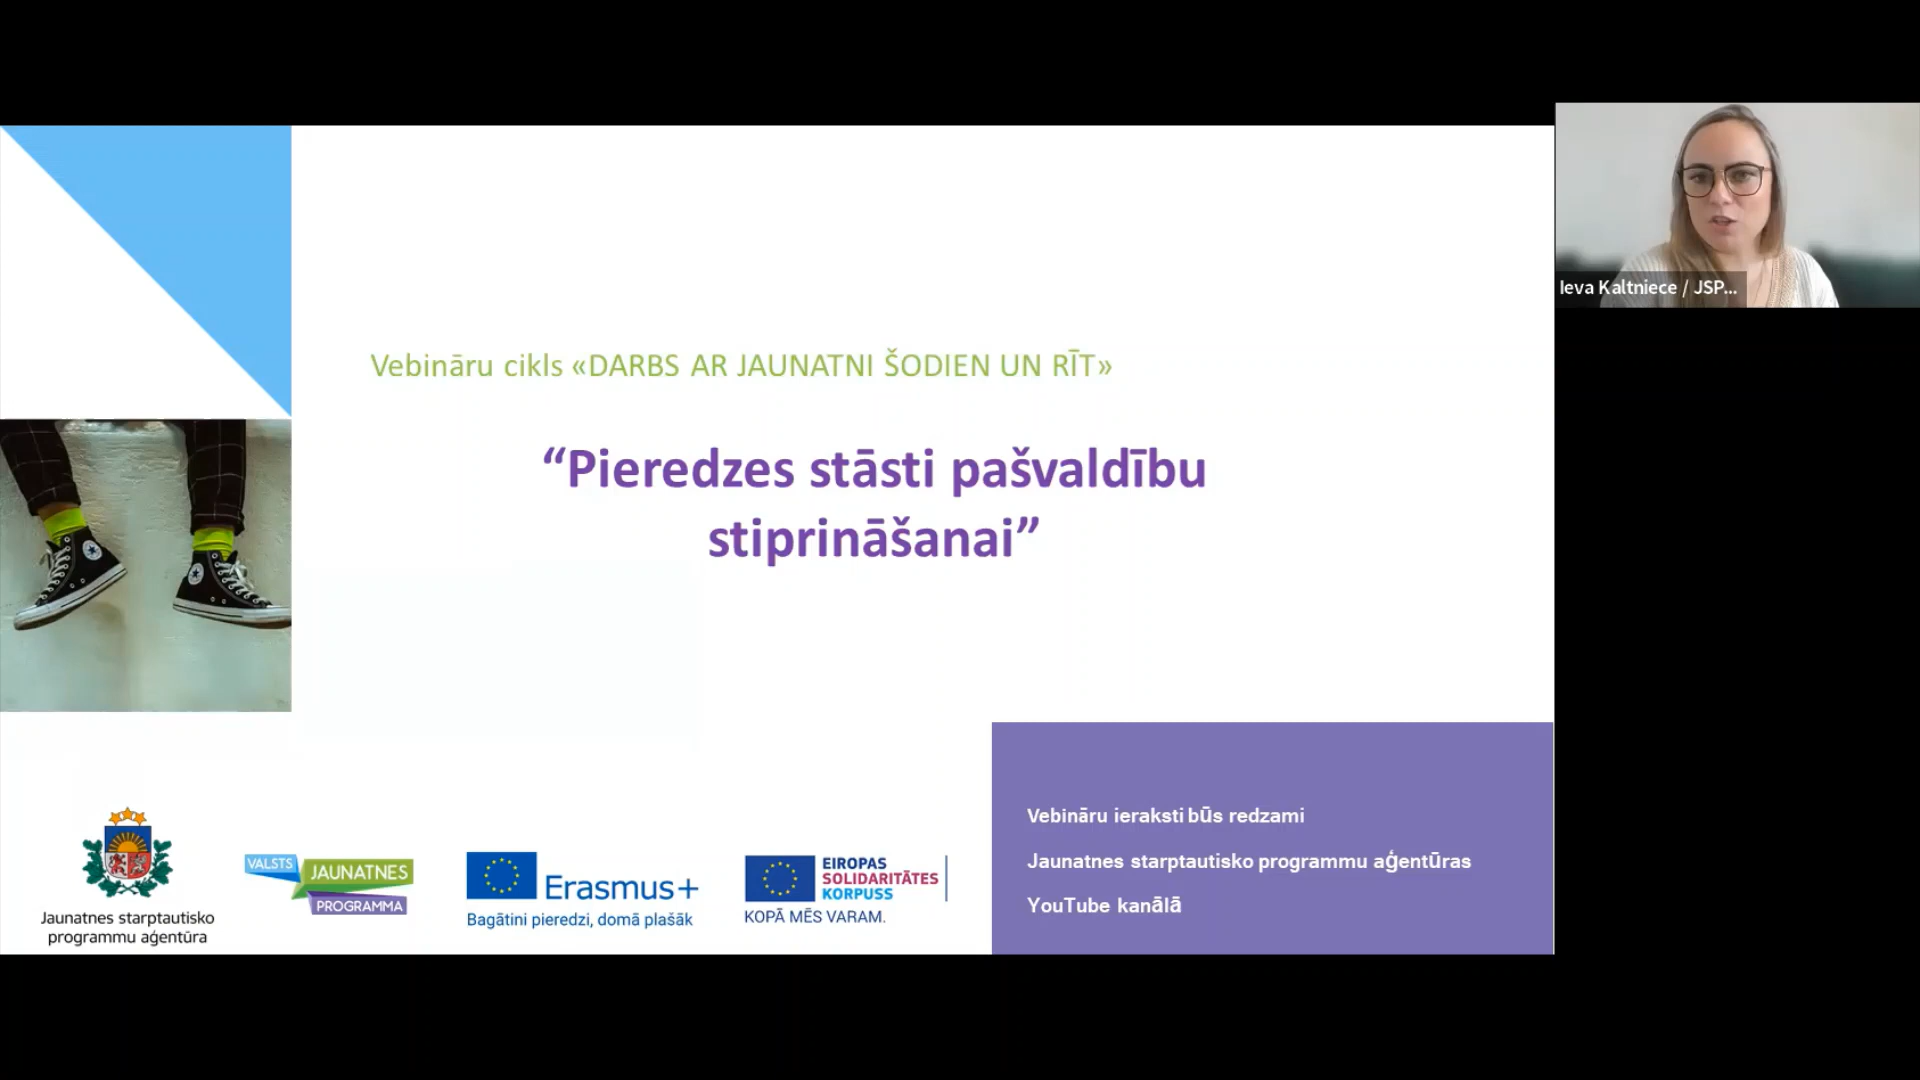 Vebināru cikls «DARBS AR JAUNATNI ŠODIEN UN RĪT»
“Pieredzes stāsti pašvaldību
stiprināšanai”
Ieva Kaltniece / JSP...
Vebināru ieraksti būs redzami
Jaunatnes starptautisko programmu aģentūras
YouTube kanālā
Jaunatnes starptautisko
programmu aģentūra
VALSTS
JAUNATNES
PROGRAMMA
Erasmus+
Bagātini pieredzi, domā plašāk
EIROPAS
SOLIDARITĀTES
KORPUSS
KOPĀ MĒS VARAM.